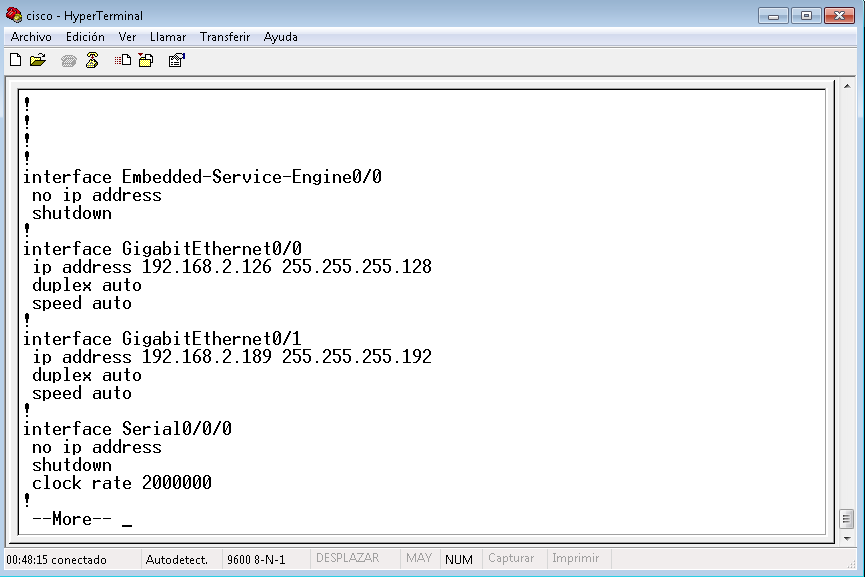 cisco - HyperTerminal
Archivo Edición Ver Llamar Transferir Ayuda
!
!
!
!
interface Embedded-Service-Engine0/0
 no ip address
 shutdown
!
interface GigabitEthernet0/0
 ip address 192.168.2.126 255.255.255.128
 duplex auto
 speed auto
!
interface GigabitEthernet0/1
 ip address 192.168.2.189 255.255.255.192
 duplex auto
 speed auto
!
interface Serial0/0/0
 no ip address
 shutdown
 clock rate 2000000
!
 --More-- _
00:48:15 conectado Autodetect. 9600 8-N-1 DESPLAZAR MAY NUM Capturar Imprimir